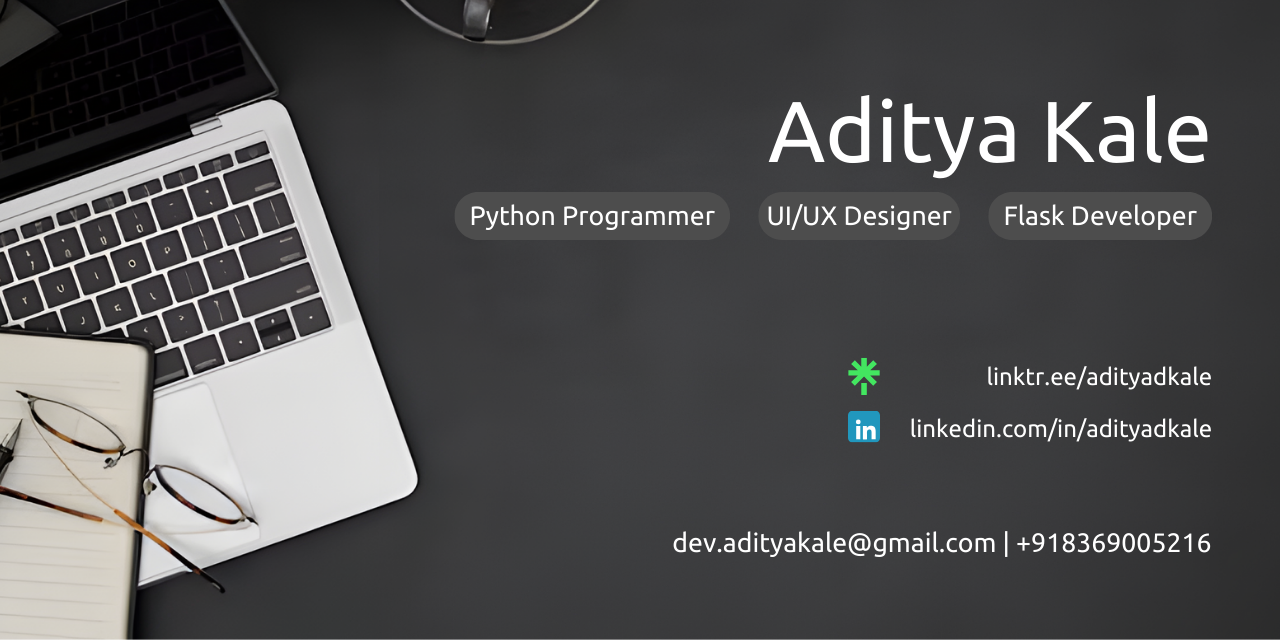 Aditya Kale
Python Programmer UI/UX Designer Flask Developer
linktr.ee/adityadkale
in linkedin.com/in/adityadkale
dev.adityakale@gmail.com | +918369005216